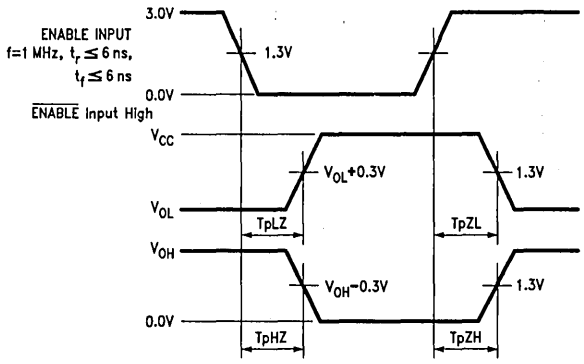 3.0V
ENABLE INPUT
f=1 MHz, tr ≤ 6 ns,
tf ≤ 6 ns
1.3V
0.0V
ENABLE Input High
VCC
VOL+0.3V
1.3V
VOL
TpLZ
TpZL
VOH
VOH−0.3V
1.3V
0.0V
TpHZ
TpZH